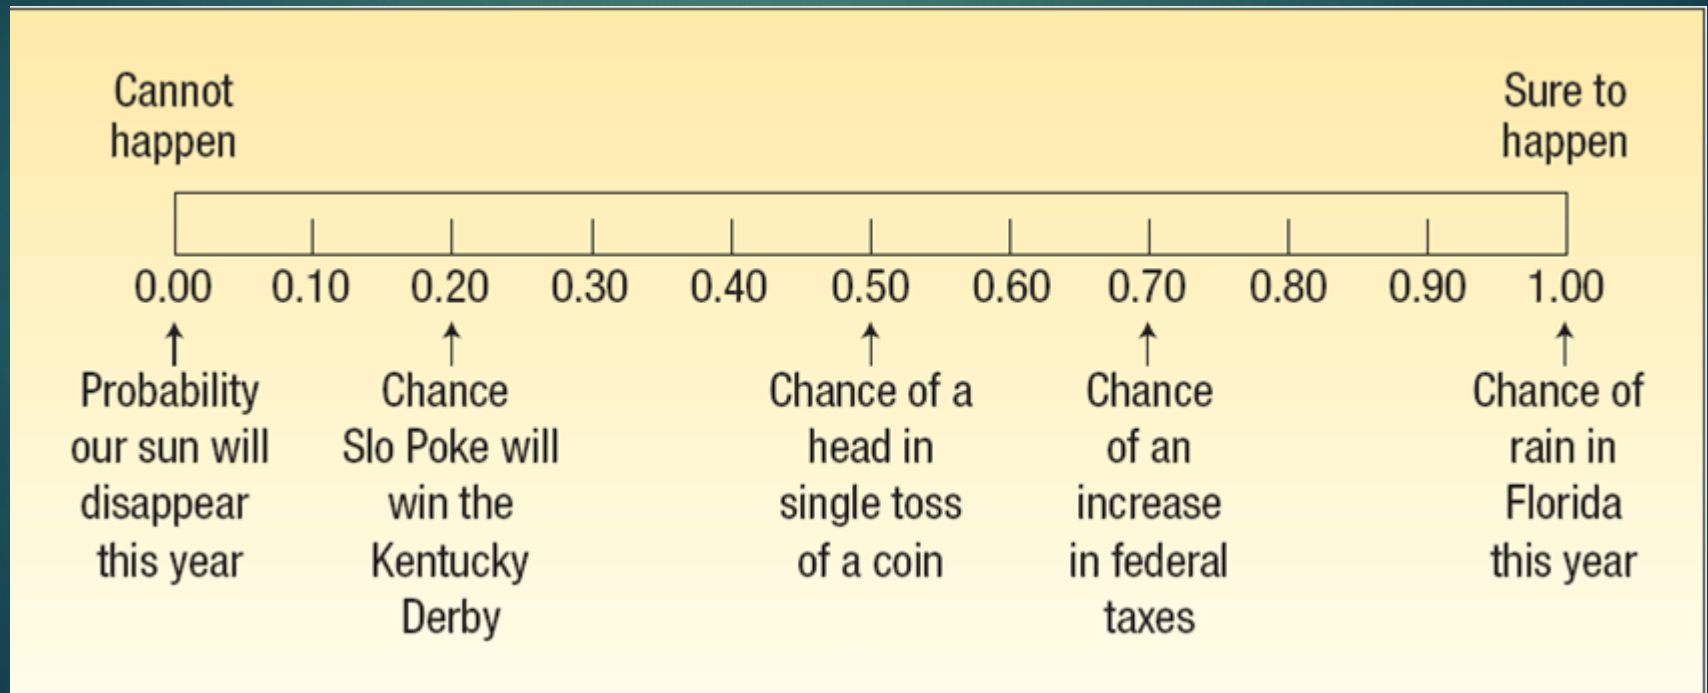 Cannot
happen
Sure to
happen
0.00 0.10 0.20 0.30 0.40 0.50 0.60 0.70 0.80 0.90 1.00
Probability
our sun will
disappear
this year
Chance
Slo Poke will
win the
Kentucky
Derby
Chance of a
head in
single toss
of a coin
Chance
of an
increase
in federal
taxes
Chance of
rain in
Florida
this year